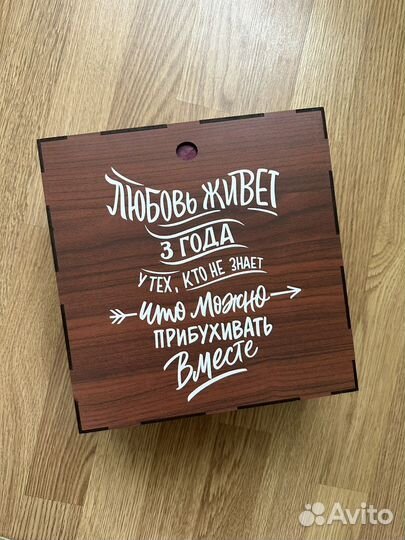 ЛЮБОВЬ ЖИВЕТ
3 ГОДА
У ТЕХ, КТО НЕ ЗНАЕТ
что можно
ПРИБУХИВАТЬ
Вместе
Avito